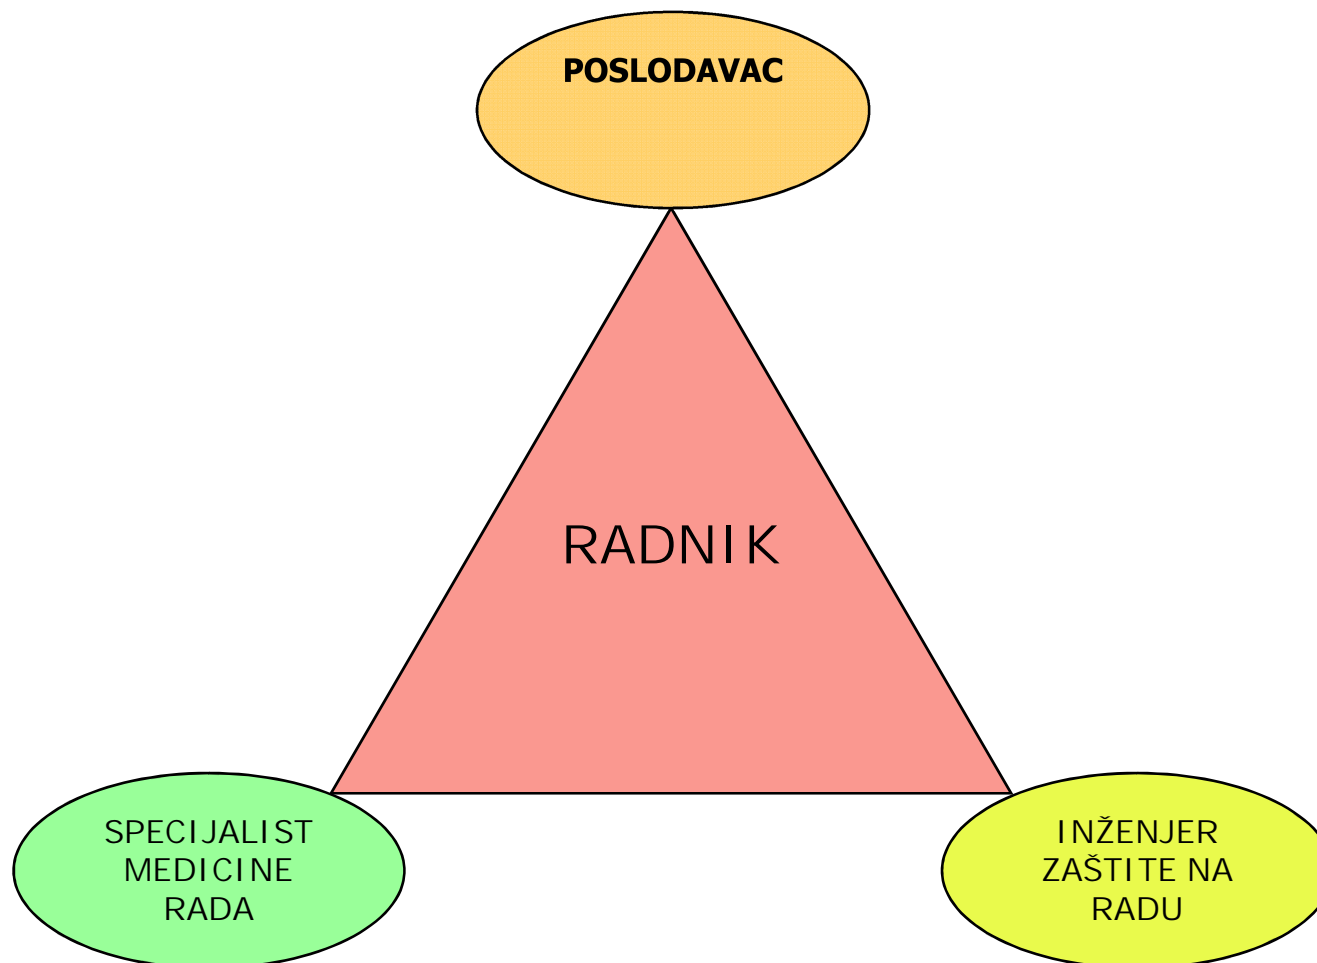 POSLODAVAC
RADNIK
SPECIJALIST
MEDICINE
RADA
INŽENJER
ZAŠTITE NA
RADU